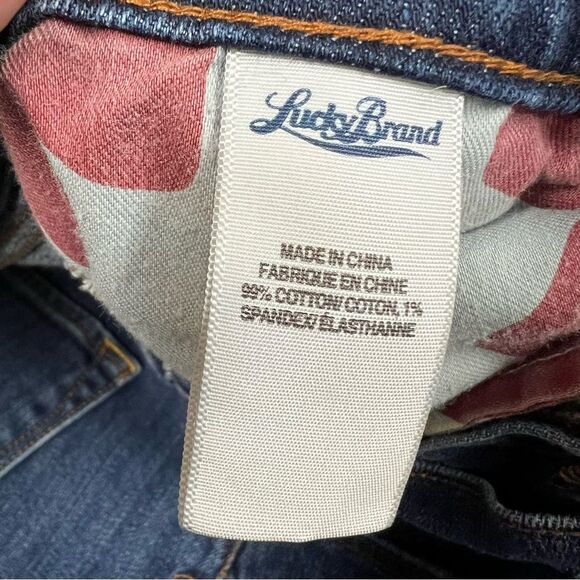 Lucky Brand
MADE IN CHINA
FABRIQUE EN CHINE
99% COTTON/ COTON, 1%
SPANDEX/ ÉLASTHANNE